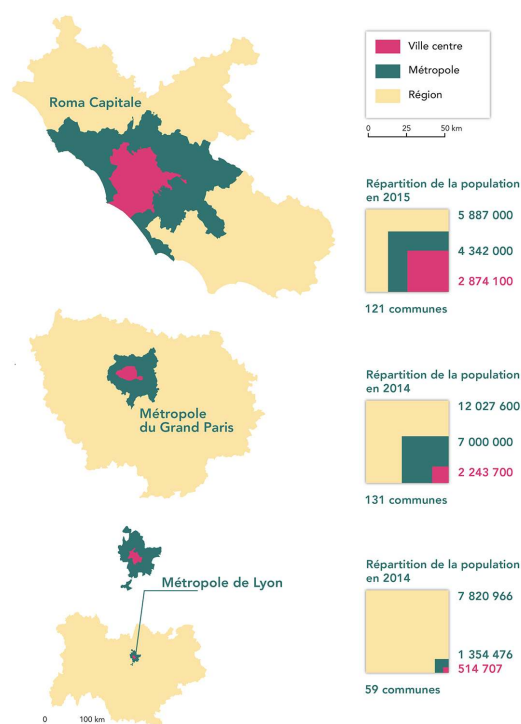 Ville centre
Métropole
Région
0 25 50 km
Roma Capitale
Répartition de la population
en 2015
5 887 000
4 342 000
2 874 100
121 communes
Métropole
du Grand Paris
Répartition de la population
en 2014
12 027 600
7 000 000
2 243 700
131 communes
Métropole de Lyon
Répartition de la population
en 2014
7 820 966
1 354 476
514 707
59 communes
0 100 km